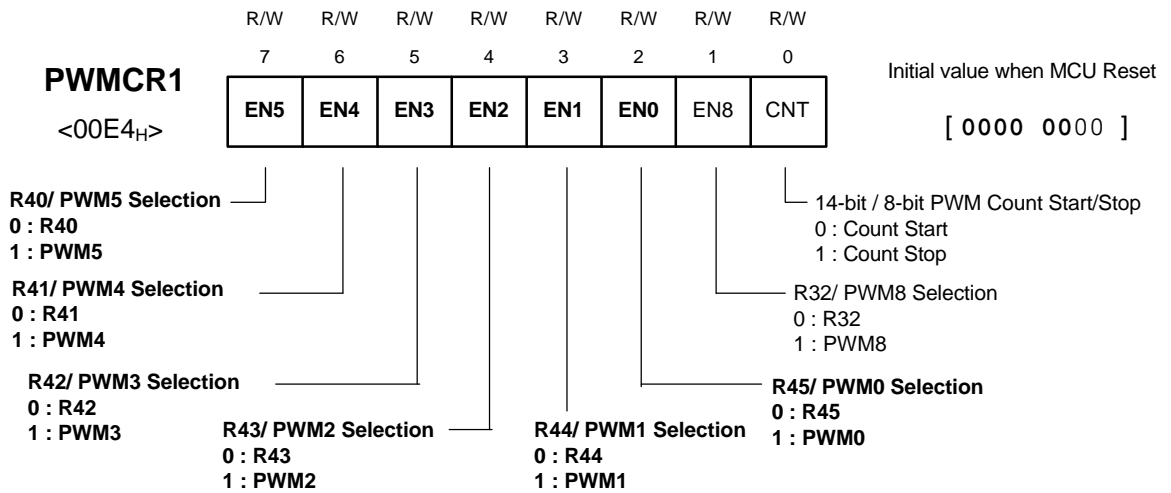 R/W R/W R/W R/W R/W R/W R/W R/W
7 6 5 4 3 2 1 0
PWMCR1
<00E4H>
EN5 EN4 EN3 EN2 EN1 EN0 EN8 CNT
Initial value when MCU Reset
[ 0000 0000 ]
R40/ PWM5 Selection
0 : R40
1 : PWM5
14-bit / 8-bit PWM Count Start/Stop
0 : Count Start
1 : Count Stop
R41/ PWM4 Selection
0 : R41
1 : PWM4
R32/ PWM8 Selection
0 : R32
1 : PWM8
R42/ PWM3 Selection
0 : R42
1 : PWM3
R45/ PWM0 Selection
0 : R45
1 : PWM0
R43/ PWM2 Selection
0 : R43
1 : PWM2
R44/ PWM1 Selection
0 : R44
1 : PWM1